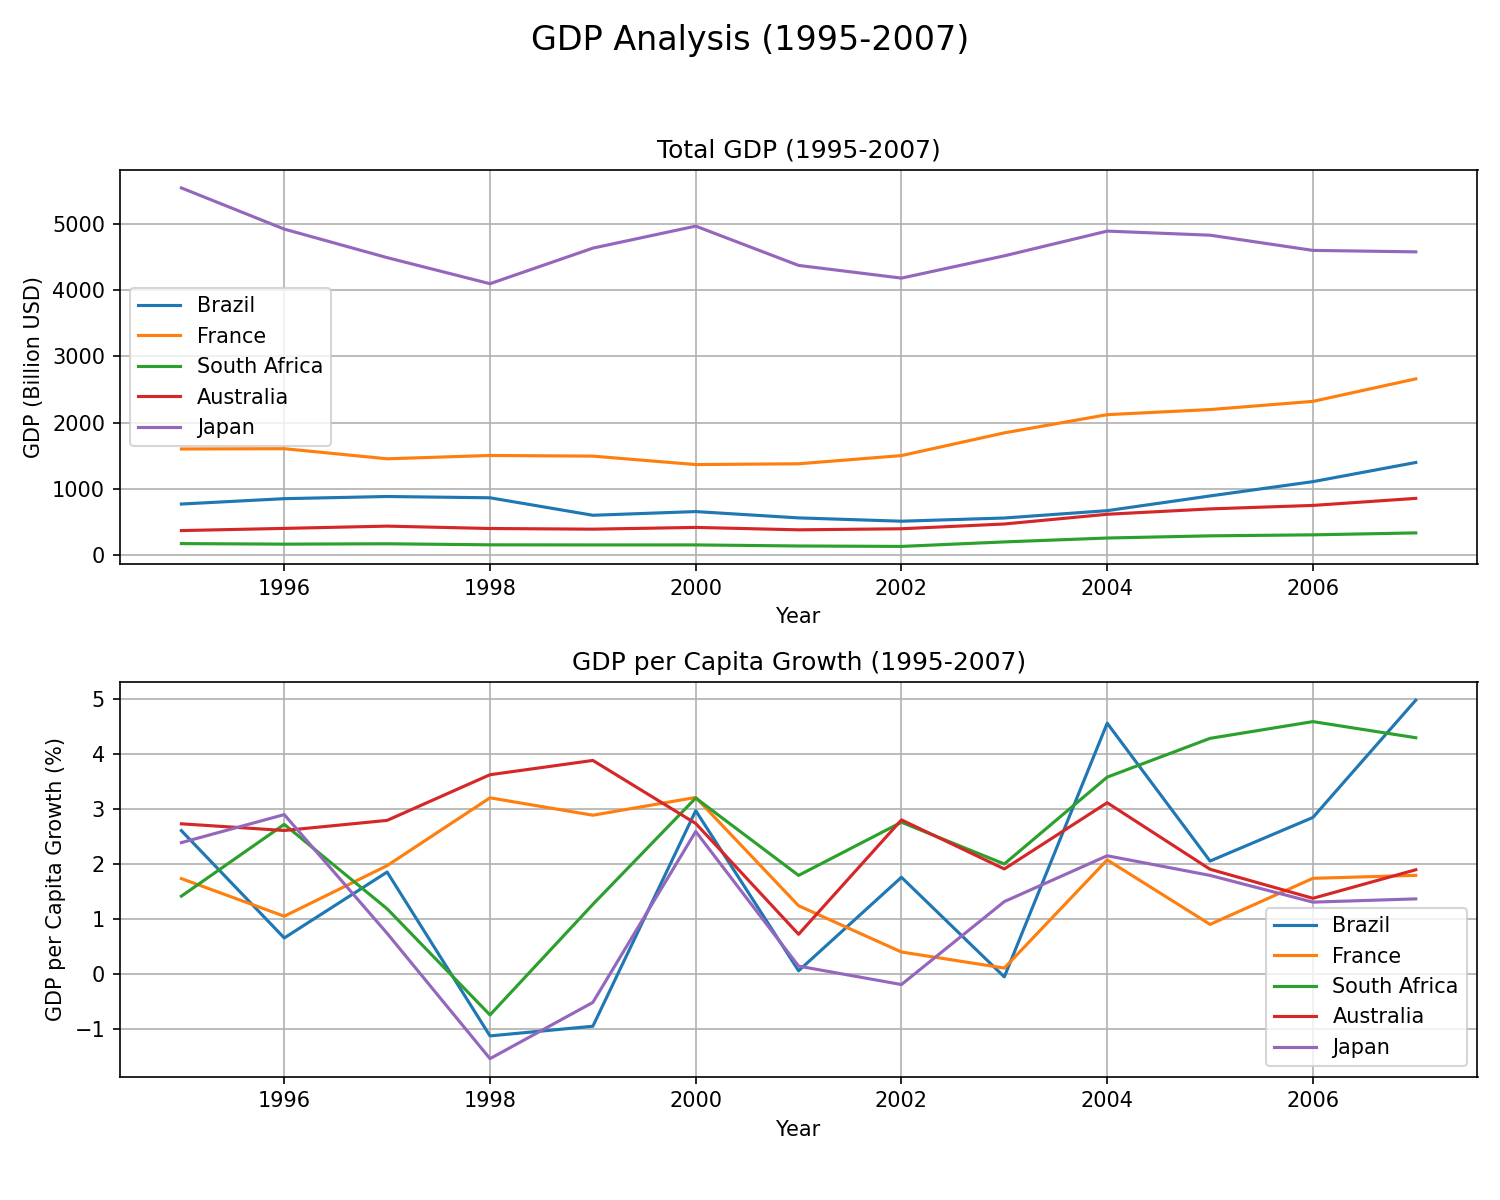 GDP Analysis (1995-2007)
Total GDP (1995-2007)
GDP (Billion USD)
5000
4000
3000
2000
1000
0
Brazil
France
South Africa
Australia
Japan
1996 1998 2000 2002 2004 2006
Year
GDP per Capita Growth (1995-2007)
GDP per Capita Growth (%)
5
4
3
2
1
0
−1
Brazil
France
South Africa
Australia
Japan
1996 1998 2000 2002 2004 2006
Year